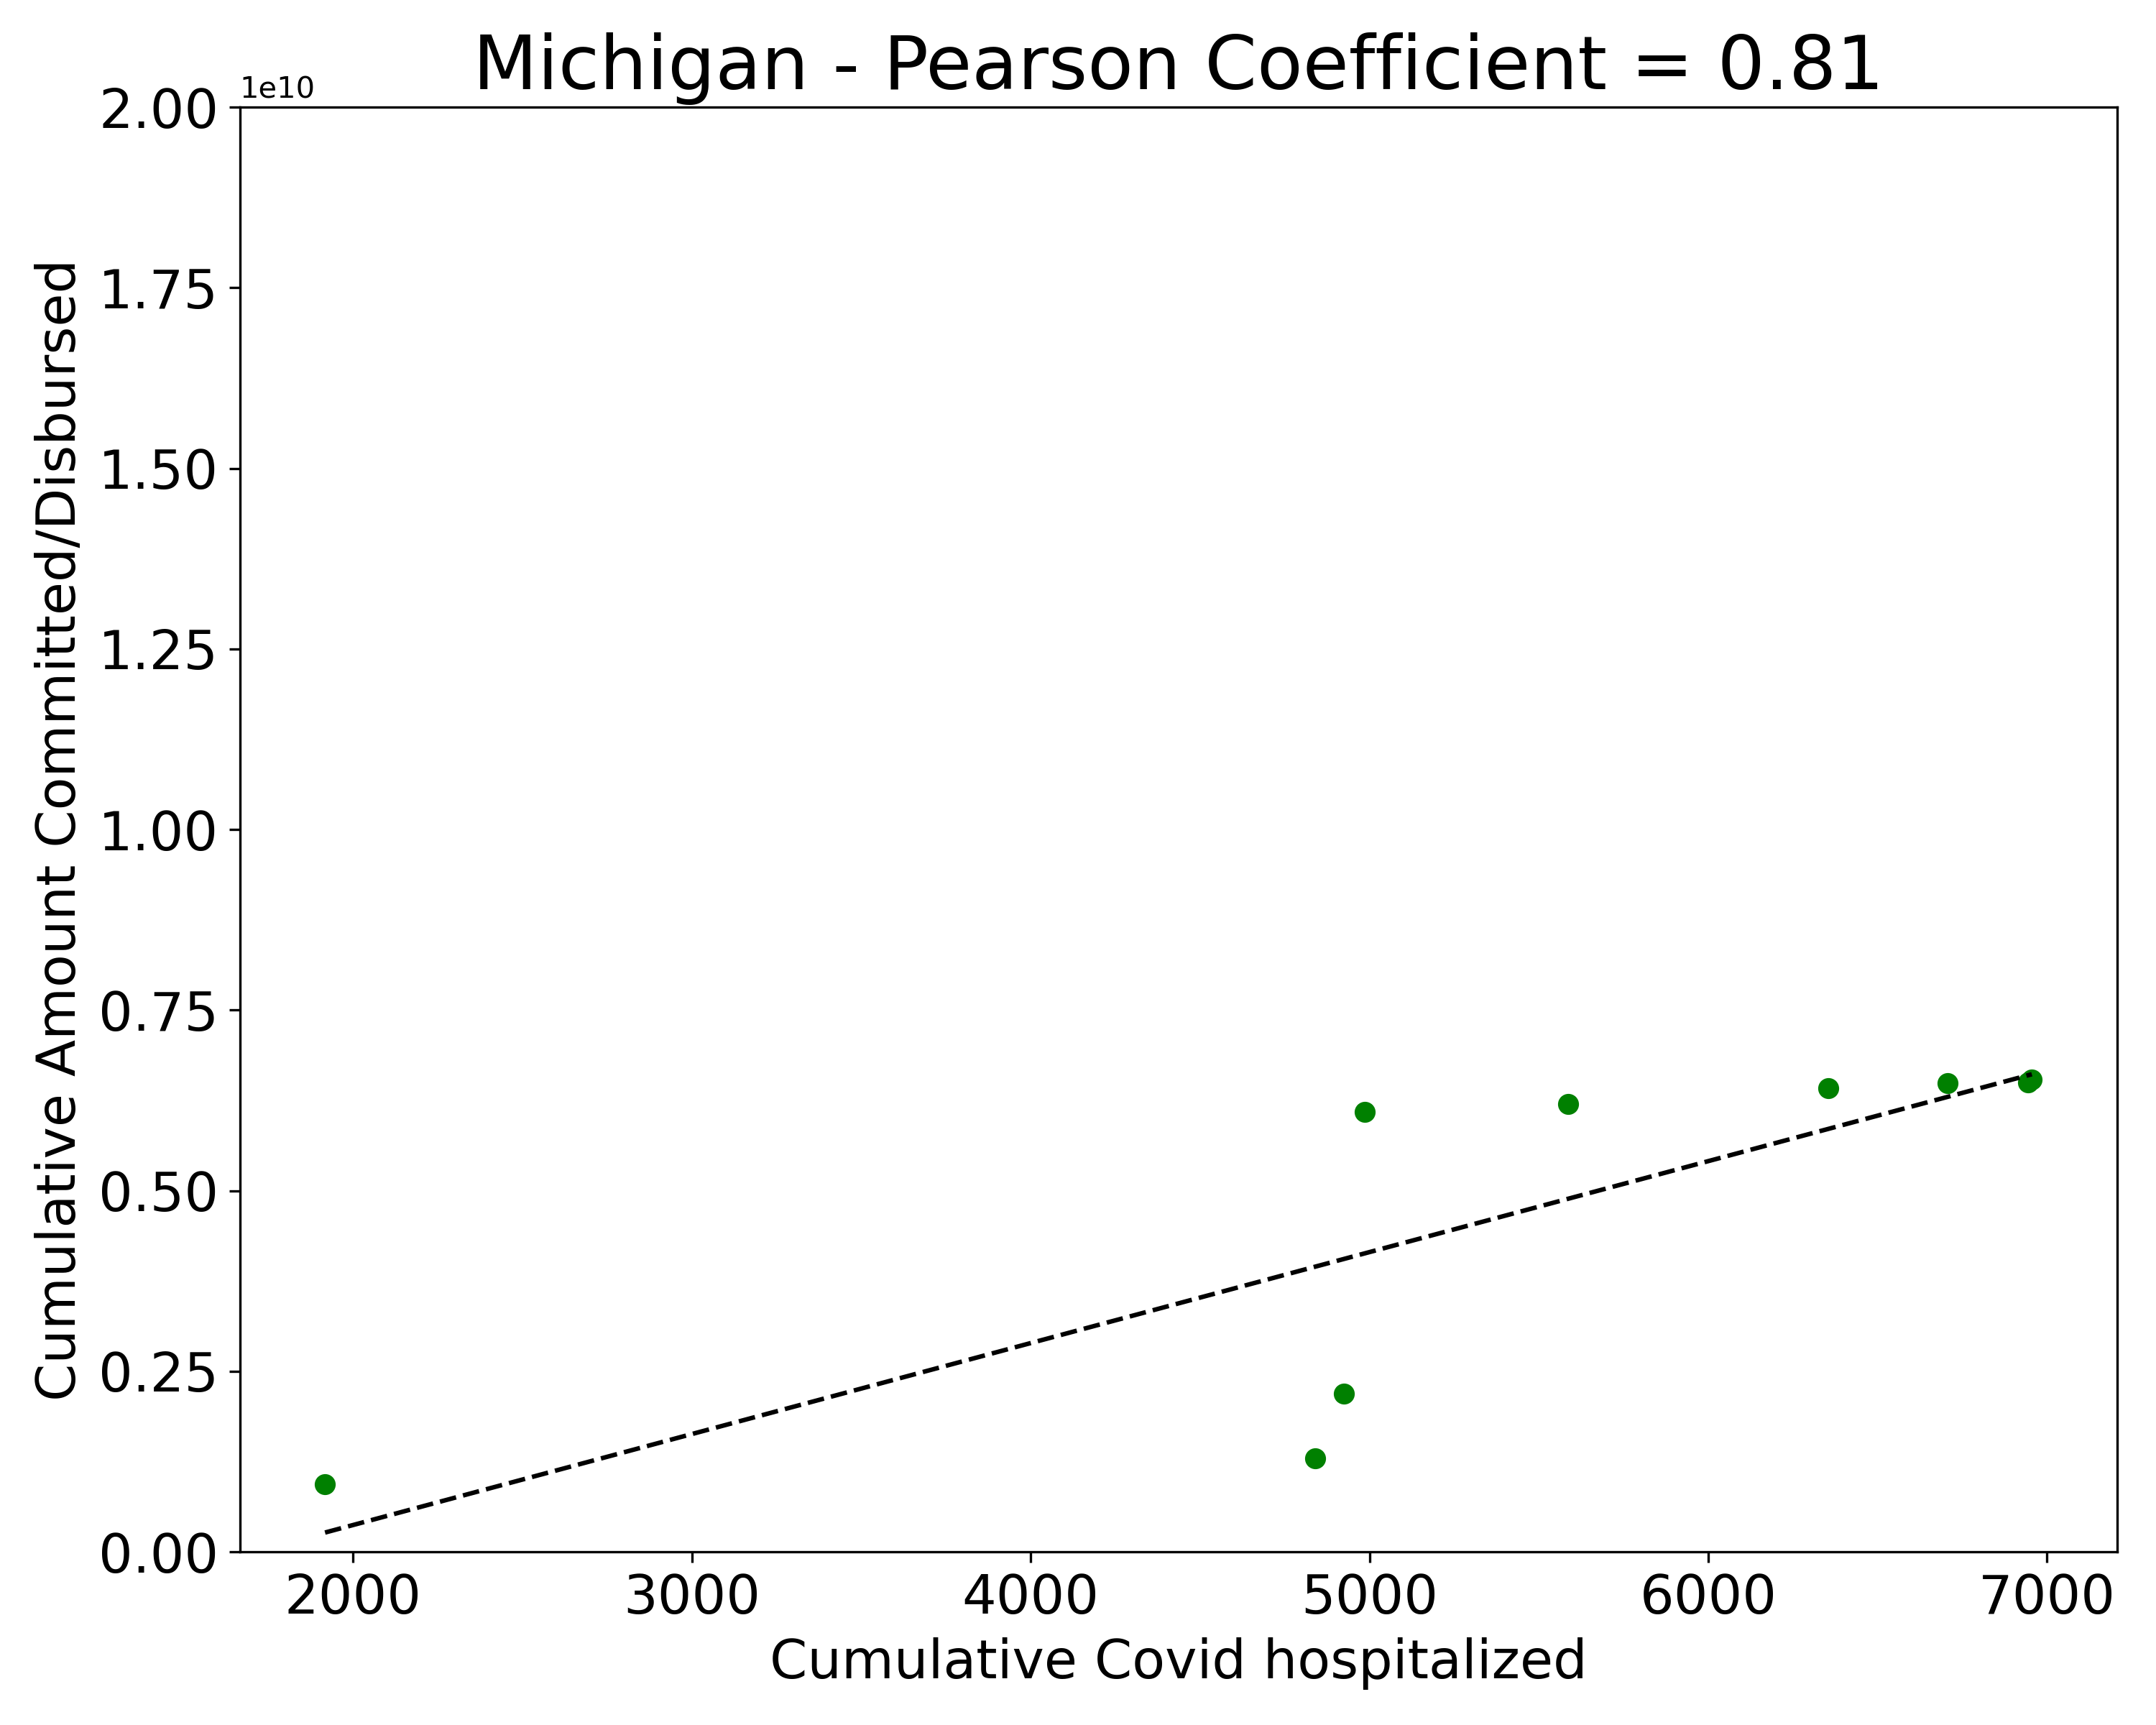 Michigan - Pearson Coefficient = 0.81
1e10
2.00
1.75
1.50
1.25
1.00
0.75
0.50
0.25
0.00
Cumulative Amount Committed/Disbursed
2000 3000 4000 5000 6000 7000
Cumulative Covid hospitalized